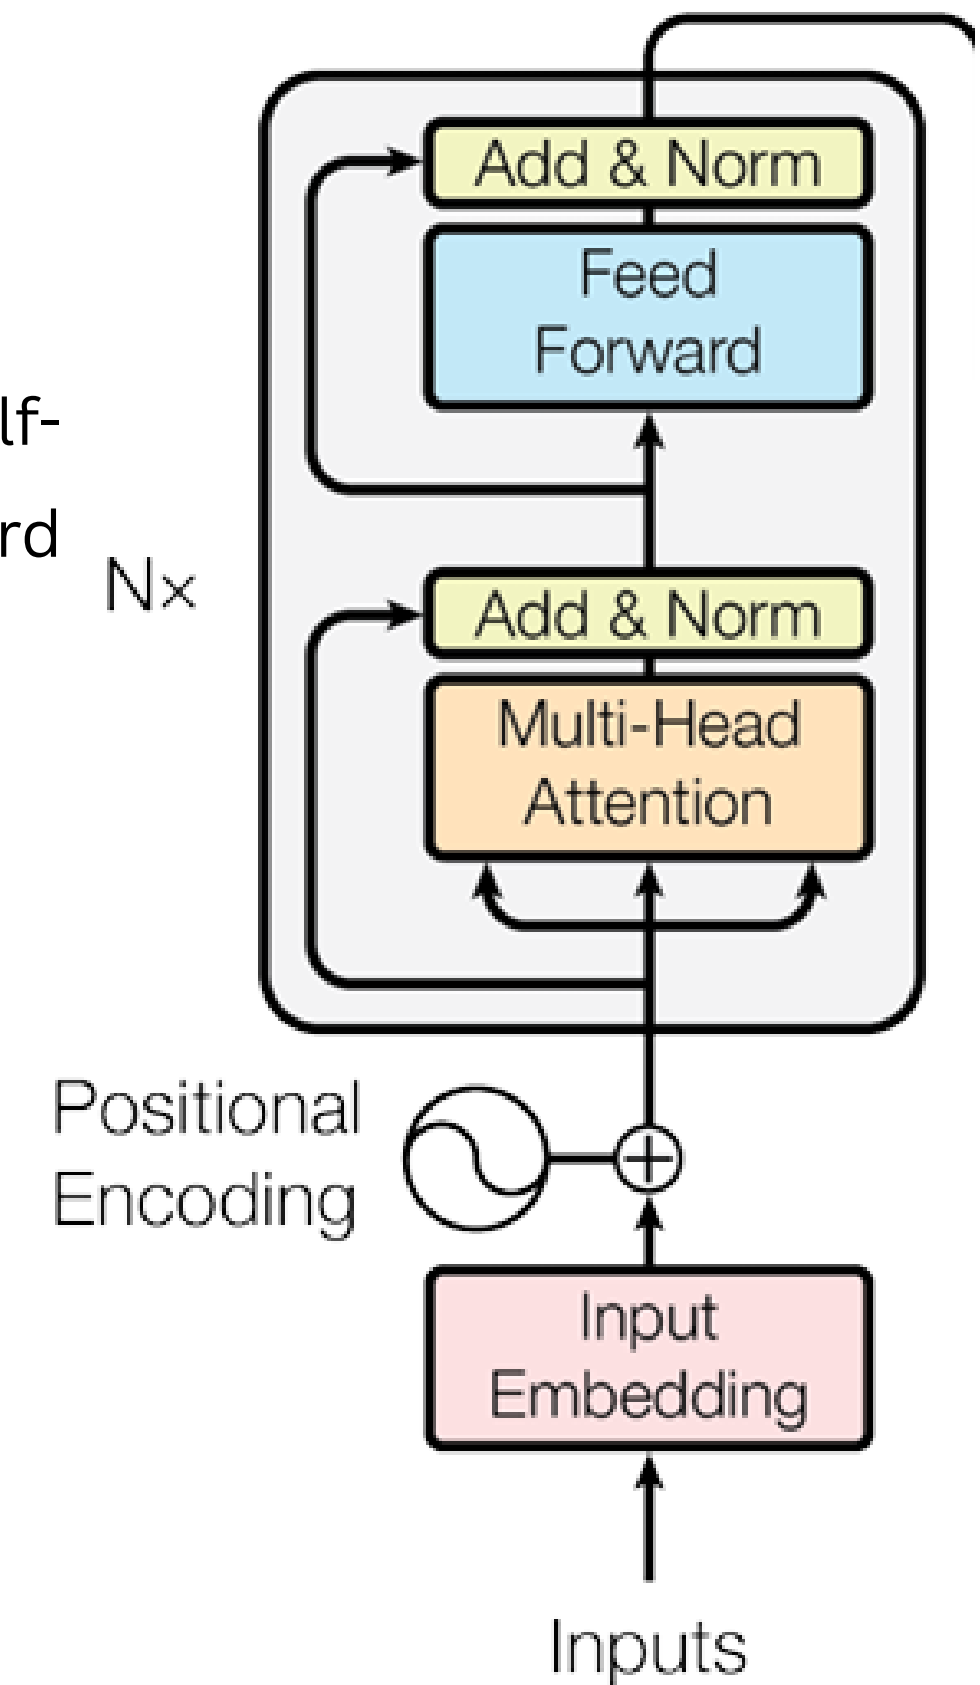 Add & Norm
Feed
Forward
lf-
rd
Nx
Add & Norm
Multi-Head
Attention
Positional
Encoding
Input
Embedding
Inputs